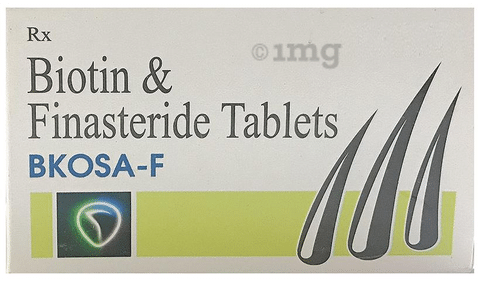 Rx
©1mg
Biotin &
Finasteride Tablets
BKOSA-F